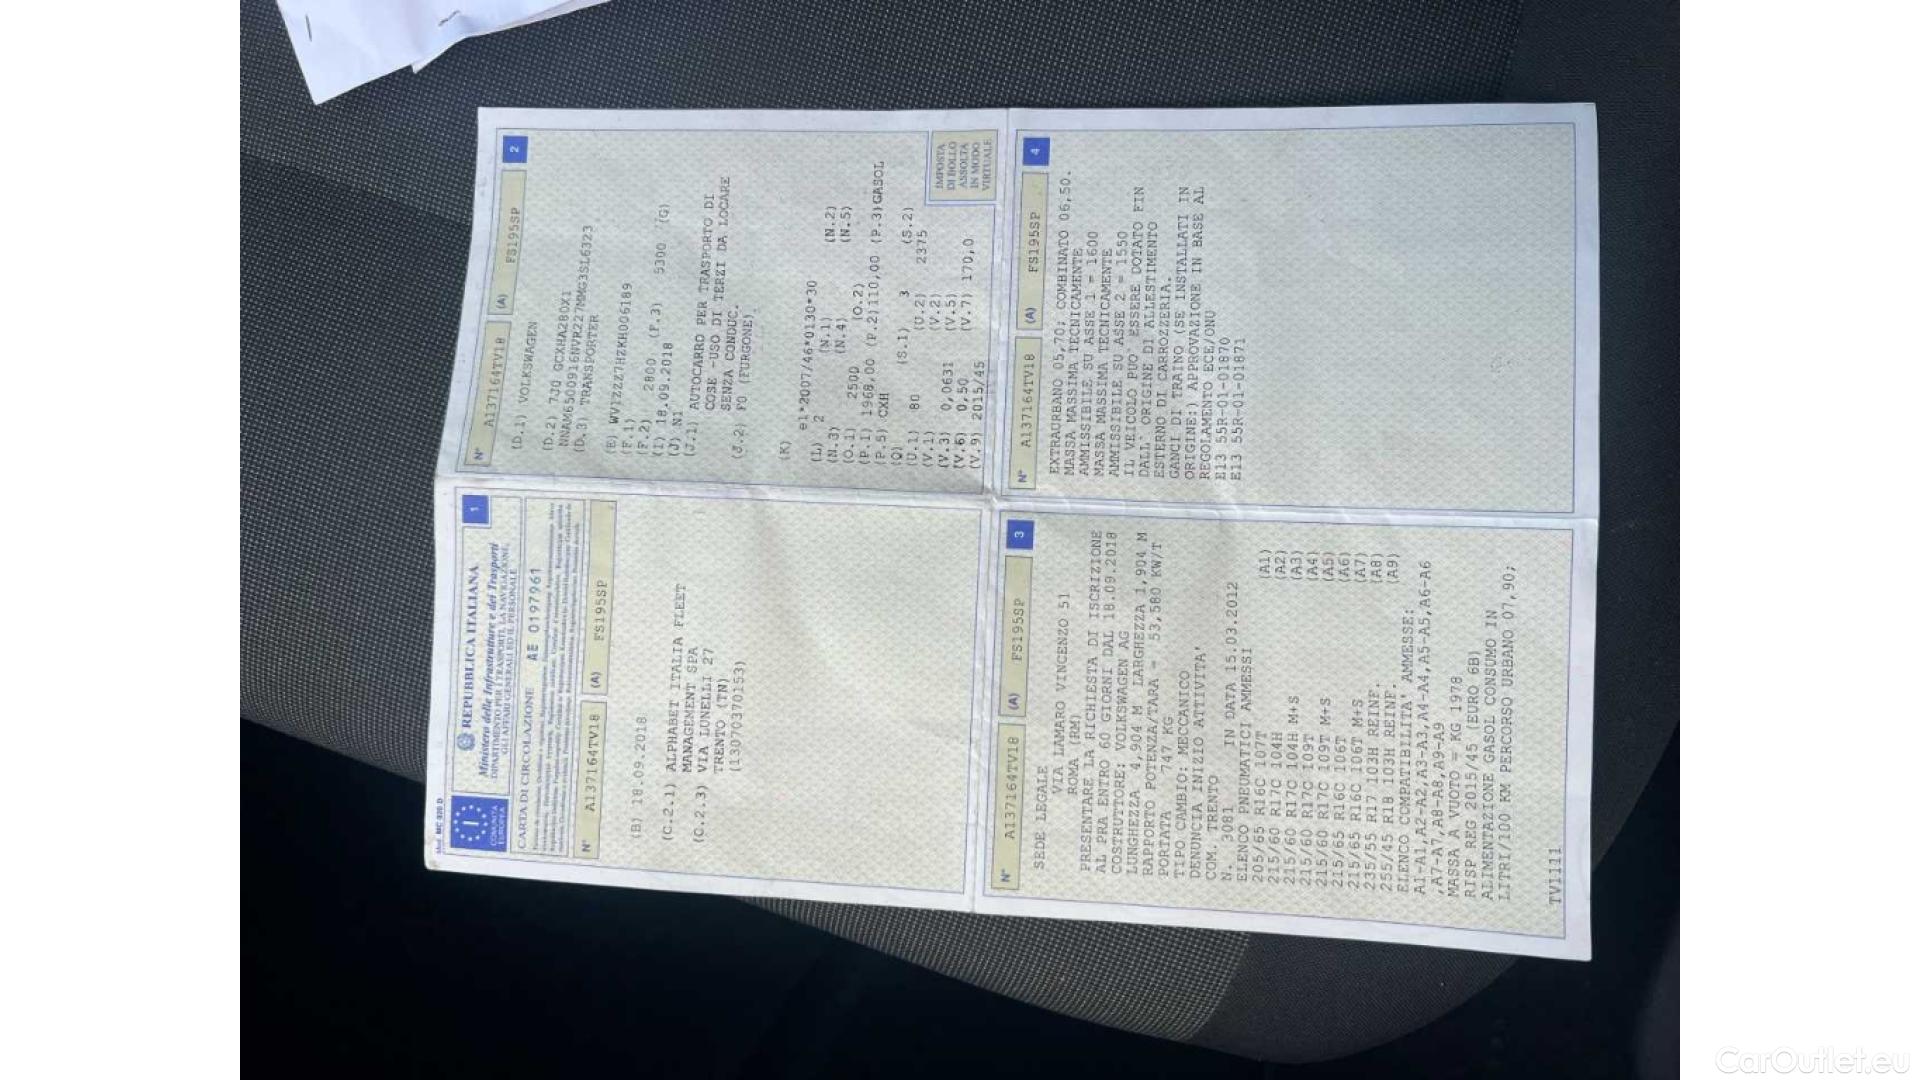 Mod. MC 820 D
REPUBBLICA ITALIANA
1
Ministero delle Infrastrutture e dei Trasporti
DIPARTIMENTO PER I TRASPORTI, LA NAVIGAZIONE,
GLI AFFARI GENERALI ED IL PERSONALE
COMUNITÀ
EUROPEA
CARTA DI CIRCOLAZIONE AE 0197961
N° A137164TV18 (A) FS195SP
(B) 18.09.2018
(C.2.1) ALPHABET ITALIA FLEET
MANAGEMENT SPA
(C.2.3) VIA LUNELLI 27
TRENTO (TN)
(13070370153)
2
N° A137164TV18 (A) FS195SP
(D.1) VOLKSWAGEN
(D.2) 7J0 GCXHA280X1
NNAM6500916NVR227MMG3SL6323
(D.3) TRANSPORTER
(E) WV1ZZZ7HZKH006189
(F.1)
(F.2) 2800 (F.3) 5300 (G)
(I) 18.09.2018
(J) N1
(J.1) AUTOCARRO PER TRASPORTO DI
COSE -USO DI TERZI DA LOCARE
SENZA CONDUC.
(J.2) F0 (FURGONE)
(K) e1*2007/46*0130*30
(L) 2 (N.1) (N.2)
(N.3) (N.4) (N.5)
(O.1) 2500 (O.2)
(P.1) 1968,00 (P.2)110,00 (P.3)GASOL
(P.5) CXH
(Q) (S.1) 3 (S.2)
(U.1) 80 (U.2) 2375
(V.1) (V.2)
(V.3) 0,0631 (V.5)
(V.6) 0,50 (V.7) 170,0
(V.9) 2015/45
IMPOSTA
DI BOLLO
ASSOLTA
IN MODO
VIRTUALE
3
N° A137164TV18 (A) FS195SP
SEDE LEGALE
VIA LAMARO VINCENZO 51
ROMA (RM)
PRESENTARE LA RICHIESTA DI ISCRIZIONE
AL PRA ENTRO 60 GIORNI DAL 18.09.2018
COSTRUTTORE: VOLKSWAGEN AG
LUNGHEZZA 4,904 M LARGHEZZA 1,904 M
RAPPORTO POTENZA/TARA = 53,580 KW/T
PORTATA 747 KG
TIPO CAMBIO: MECCANICO
DENUNCIA INIZIO ATTIVITA'
COM. TRENTO
N. 3081 IN DATA 15.03.2012
ELENCO PNEUMATICI AMMESSI
205/65 R16C 107T (A1)
215/60 R17C 104H (A2)
215/60 R17C 104H M+S (A3)
215/60 R17C 109T (A4)
215/60 R17C 109T M+S (A5)
215/65 R16C 106T (A6)
215/65 R16C 106T M+S (A7)
235/55 R17 103H REINF. (A8)
255/45 R18 103H REINF. (A9)
ELENCO COMPATIBILITA' AMMESSE:
A1-A1,A2-A2,A3-A3,A4-A4,A5-A5,A6-A6
,A7-A7,A8-A8,A9-A9
MASSA A VUOTO = KG 1978
RISP REG 2015/45 (EURO 6B)
ALIMENTAZIONE GASOL CONSUMO IN
LITRI/100 KM PERCORSO URBANO 07,90;
TV1111
4
N° A137164TV18 (A) FS195SP
EXTRAURBANO 05,70; COMBINATO 06,50.
MASSA MASSIMA TECNICAMENTE
AMMISSIBILE SU ASSE 1 = 1600
MASSA MASSIMA TECNICAMENTE
AMMISSIBILE SU ASSE 2 = 1550
IL VEICOLO PUO' ESSERE DOTATO FIN
DALL' ORIGINE DI ALLESTIMENTO
ESTERNO DI CARROZZERIA.
GANCI DI TRAINO (SE INSTALLATI IN
ORIGINE:) APPROVAZIONE IN BASE AL
REGOLAMENTO ECE/ONU
E13 55R-01-01870
E13 55R-01-01871
CarOutlet.eu